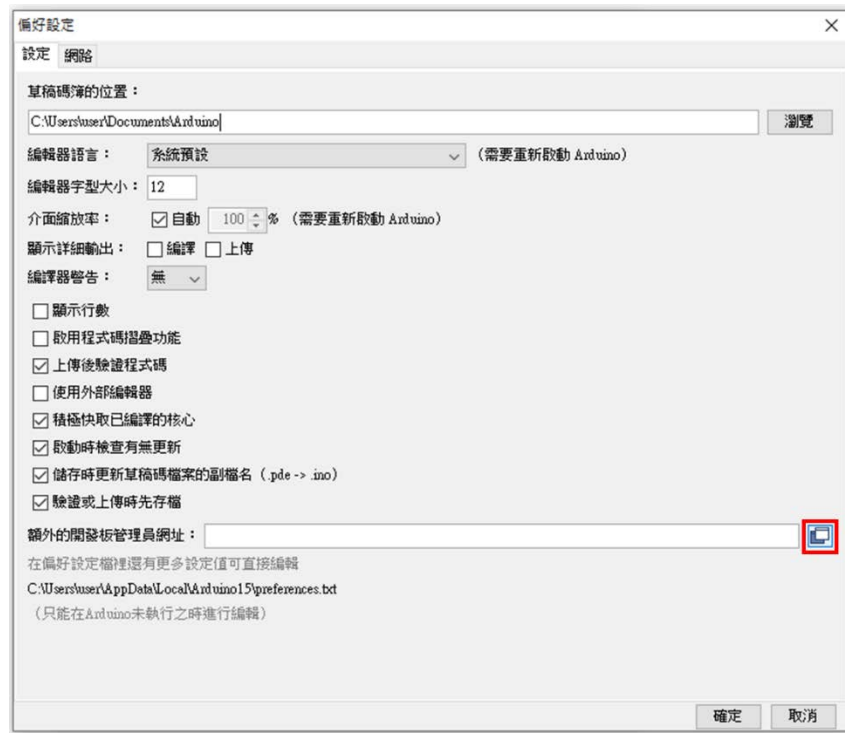 偏好設定
設定 網路
草稿碼簿的位置：
C:\Users\user\Documents\Arduino 瀏覽
編輯器語言： 系統預設 (需要重新啟動 Arduino)
編輯器字型大小： 12
介面縮放率： 自動 100 % (需要重新啟動 Arduino)
顯示詳細輸出： 編譯 上傳
編譯器警告： 無
顯示行數
啟用程式碼摺疊功能
上傳後驗證程式碼
使用外部編輯器
積極快取已編譯的核心
啟動時檢查有無更新
儲存時更新草稿碼檔案的副檔名（.pde -> .ino）
驗證或上傳時先存檔
額外的開發板管理員網址：
在偏好設定檔裡還有更多設定值可直接編輯
C:\Users\user\AppData\Local\Arduino15\preferences.txt
（只能在Arduino未執行之時進行編輯）
確定 取消